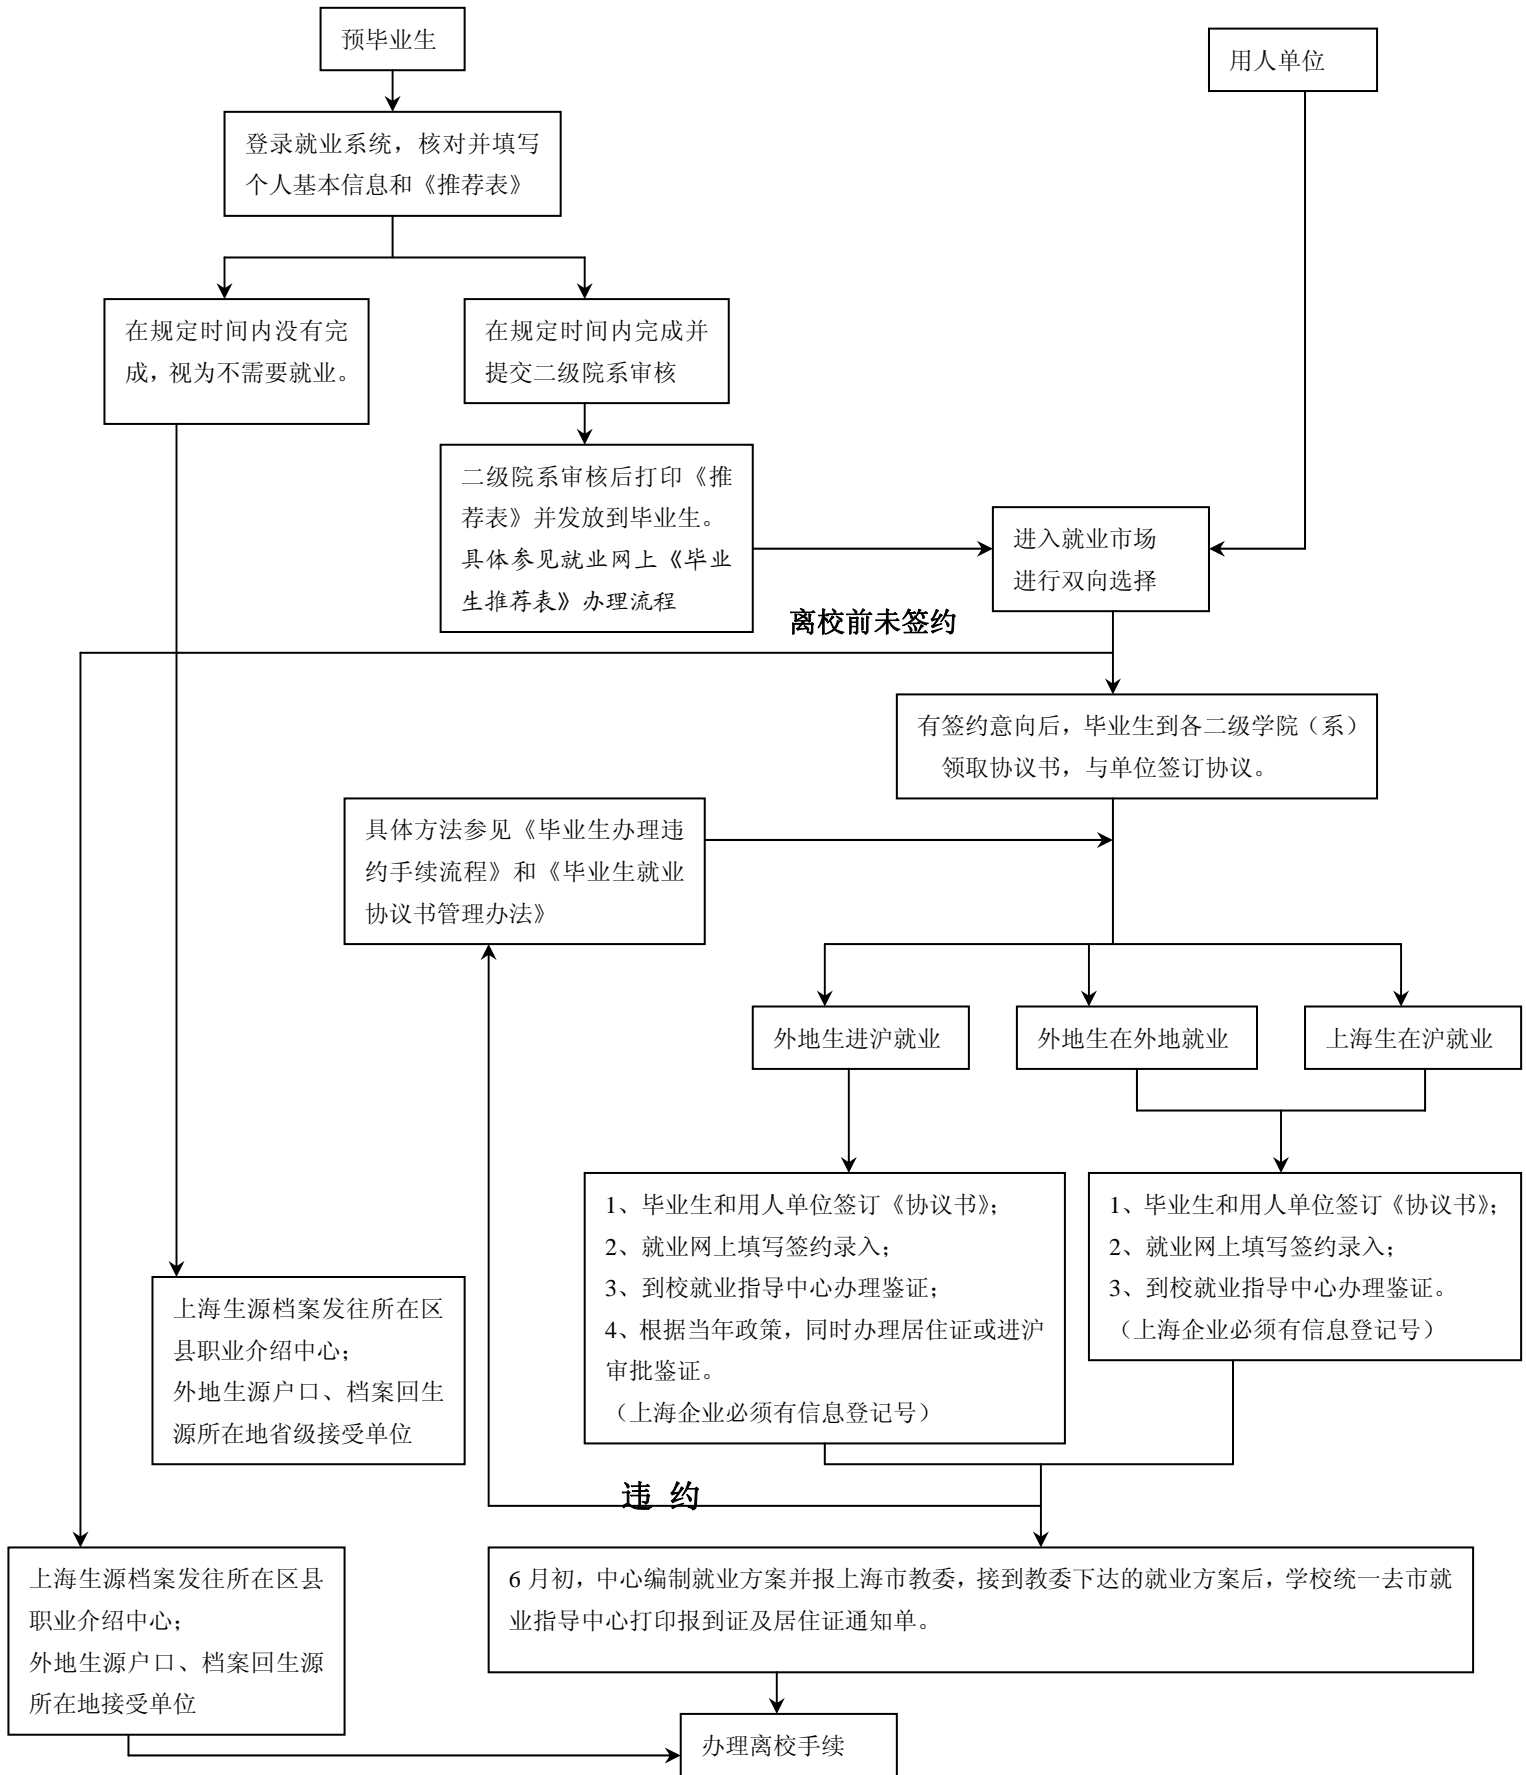 预毕业生
用人单位
登录就业系统，核对并填写
个人基本信息和《推荐表》
在规定时间内没有完
成，视为不需要就业。
在规定时间内完成并
提交二级院系审核
二级院系审核后打印《推
荐表》并发放到毕业生。
具体参见就业网上《毕业
生推荐表》办理流程
进入就业市场
进行双向选择
离校前未签约
有签约意向后，毕业生到各二级学院（系）
领取协议书，与单位签订协议。
具体方法参见《毕业生办理违
约手续流程》和《毕业生就业
协议书管理办法》
外地生进沪就业
外地生在外地就业
上海生在沪就业
1、毕业生和用人单位签订《协议书》；
2、就业网上填写签约录入；
3、到校就业指导中心办理鉴证；
4、根据当年政策，同时办理居住证或进沪
审批鉴证。
（上海企业必须有信息登记号）
1、毕业生和用人单位签订《协议书》；
2、就业网上填写签约录入；
3、到校就业指导中心办理鉴证。
（上海企业必须有信息登记号）
上海生源档案发往所在区
县职业介绍中心；
外地生源户口、档案回生
源所在地省级接受单位
违 约
上海生源档案发往所在区县
职业介绍中心；
外地生源户口、档案回生源
所在地接受单位
6 月初，中心编制就业方案并报上海市教委，接到教委下达的就业方案后，学校统一去市就
业指导中心打印报到证及居住证通知单。
办理离校手续